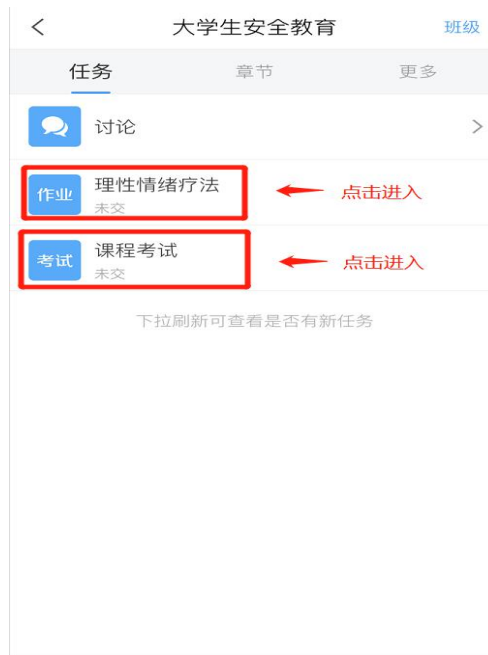 大学生安全教育 班级
任务 章节 更多
讨论
作业 理性情绪疗法 点击进入
未交
考试 课程考试 点击进入
未交
下拉刷新可查看是否有新任务